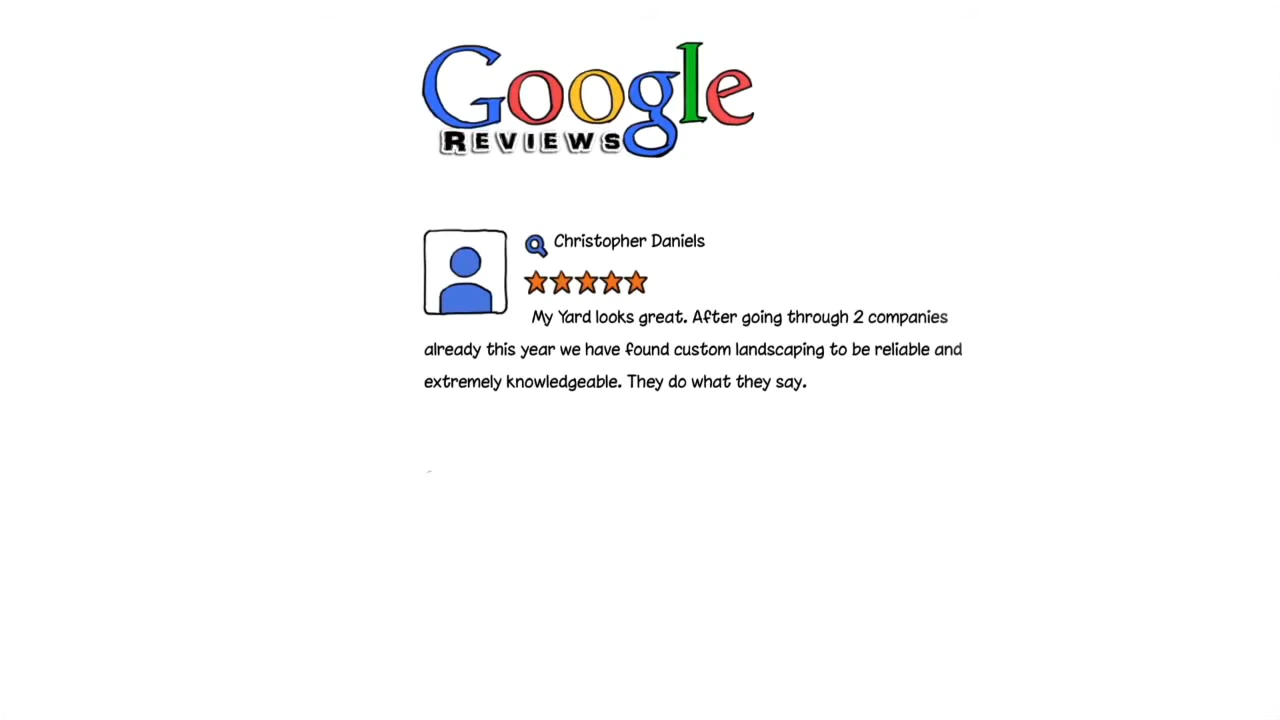 Google
REVIEWS
Christopher Daniels
My Yard looks great. After going through 2 companies
already this year we have found custom landscaping to be reliable and
extremely knowledgeable. They do what they say.